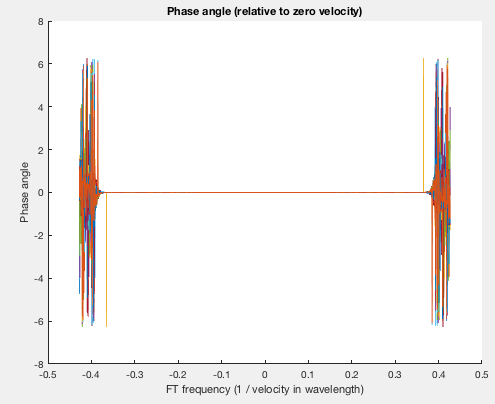 Phase angle (relative to zero velocity)
8
6
4
2
0
-2
-4
-6
-8
Phase angle
-0.5 -0.4 -0.3 -0.2 -0.1 0 0.1 0.2 0.3 0.4 0.5
FT frequency (1 / velocity in wavelength)